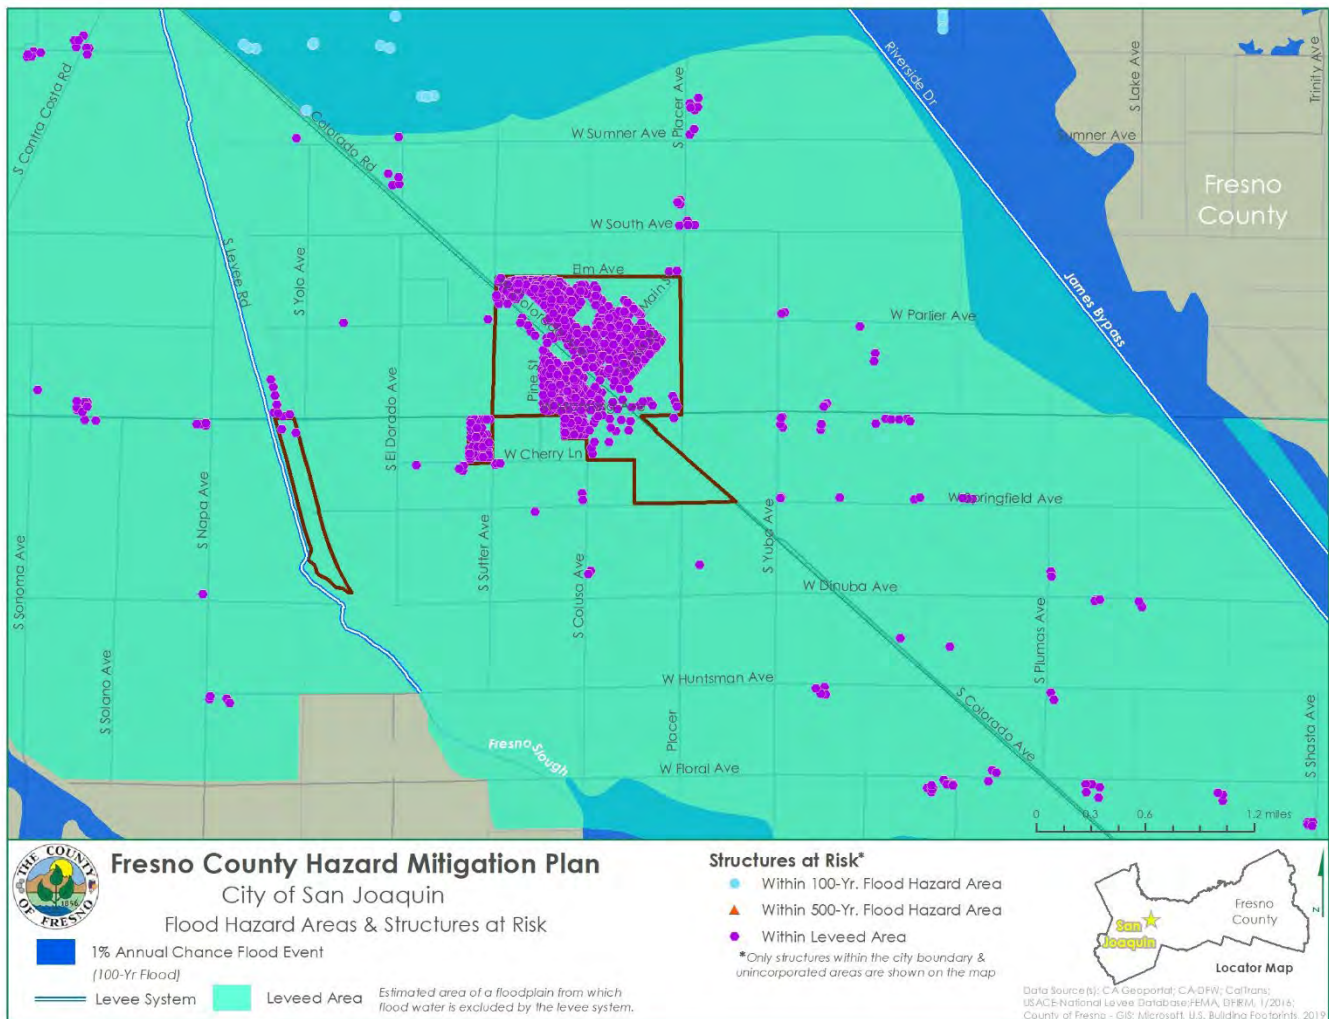 S Contra Costa Rd
Colorado Rd
W Sumner Ave
S Placer Ave
Riverside Dr
S Lake Ave
Trinity Ave
Sumner Ave
Fresno
County
S Levee Rd
S Yolo Ave
W South Ave
Elm Ave
Main St
W Parlier Ave
James Bypass
Pine St
S El Dorado Ave
W Cherry Ln
W Springfield Ave
S Napa Ave
S Sonoma Ave
S Sutter Ave
S Colusa Ave
S Yuba Ave
W Dinuba Ave
S Plumas Ave
S Solano Ave
W Huntsman Ave
S Colorado Ave
S Shasta Ave
Placer
Fresno Slough
W Floral Ave
0 0.3 0.6 1.2 miles
THE COUNTY
OF FRESNO
1856
Fresno County Hazard Mitigation Plan
City of San Joaquin
Flood Hazard Areas & Structures at Risk
1% Annual Chance Flood Event
(100-Yr Flood)
Levee System
Leveed Area
Estimated area of a floodplain from which
flood water is excluded by the levee system.
Structures at Risk*
Within 100-Yr. Flood Hazard Area
Within 500-Yr. Flood Hazard Area
Within Leveed Area
*Only structures within the city boundary &
unincorporated areas are shown on the map
Fresno
County
San
Joaquin
Locator Map
N
Data Source(s): CA Geoportal; CA-DFW; CalTrans;
USACE-National Levee Database; FEMA, DFIRM, 1/2016;
County of Fresno - GIS; Microsoft, U.S. Building Footprints, 2019